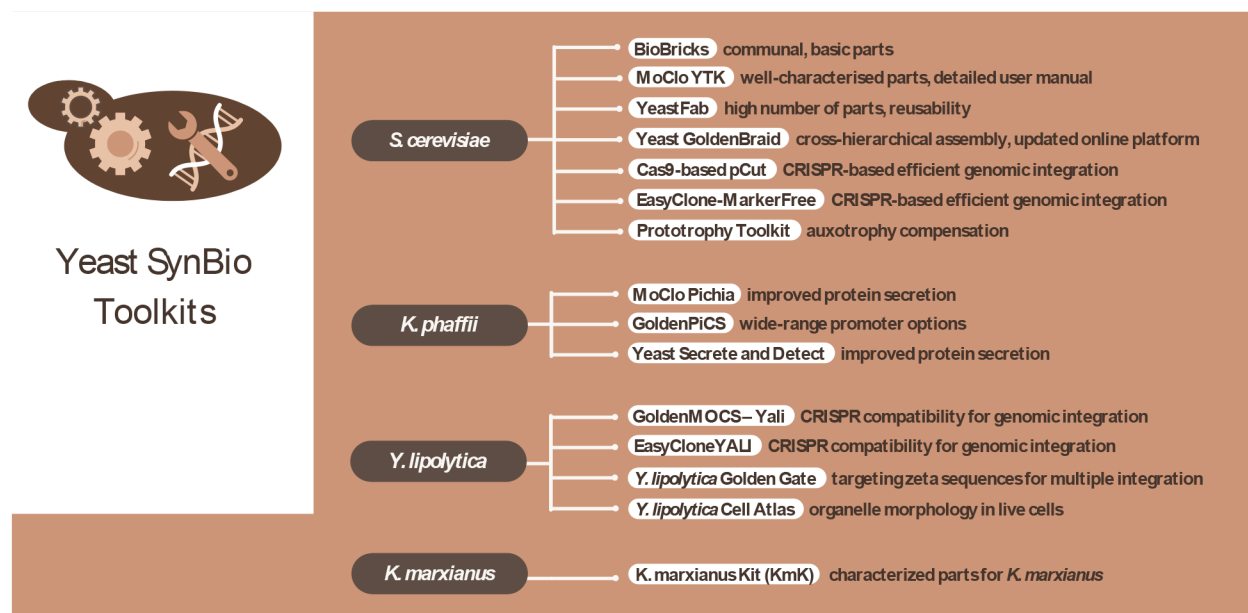 Yeast SynBio
Toolkits
S. cerevisiae
BioBricks communal, basic parts
MoClo YTK well-characterised parts, detailed user manual
YeastFab high number of parts, reusability
Yeast GoldenBraid cross-hierarchical assembly, updated online platform
Cas9-based pCut CRISPR-based efficient genomic integration
EasyClone-MarkerFree CRISPR-based efficient genomic integration
Prototrophy Toolkit auxotrophy compensation
K. phaffii
MoClo Pichia improved protein secretion
GoldenPiCS wide-range promoter options
Yeast Secrete and Detect improved protein secretion
Y. lipolytica
GoldenMOCS – Yali CRISPR compatibility for genomic integration
EasyCloneYALI CRISPR compatibility for genomic integration
Y. lipolytica Golden Gate targeting zeta sequences for multiple integration
Y. lipolytica Cell Atlas organelle morphology in live cells
K. marxianus
K. marxianus Kit (KmK) characterized parts for K. marxianus